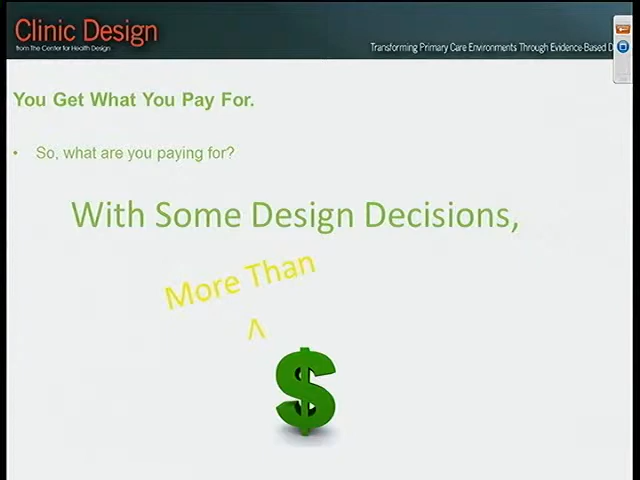 Clinic Design
from The Center for Health Design
Transforming Primary Care Environments Through Evidence-Based D
You Get What You Pay For.
• So, what are you paying for?
With Some Design Decisions,
More Than
^
$